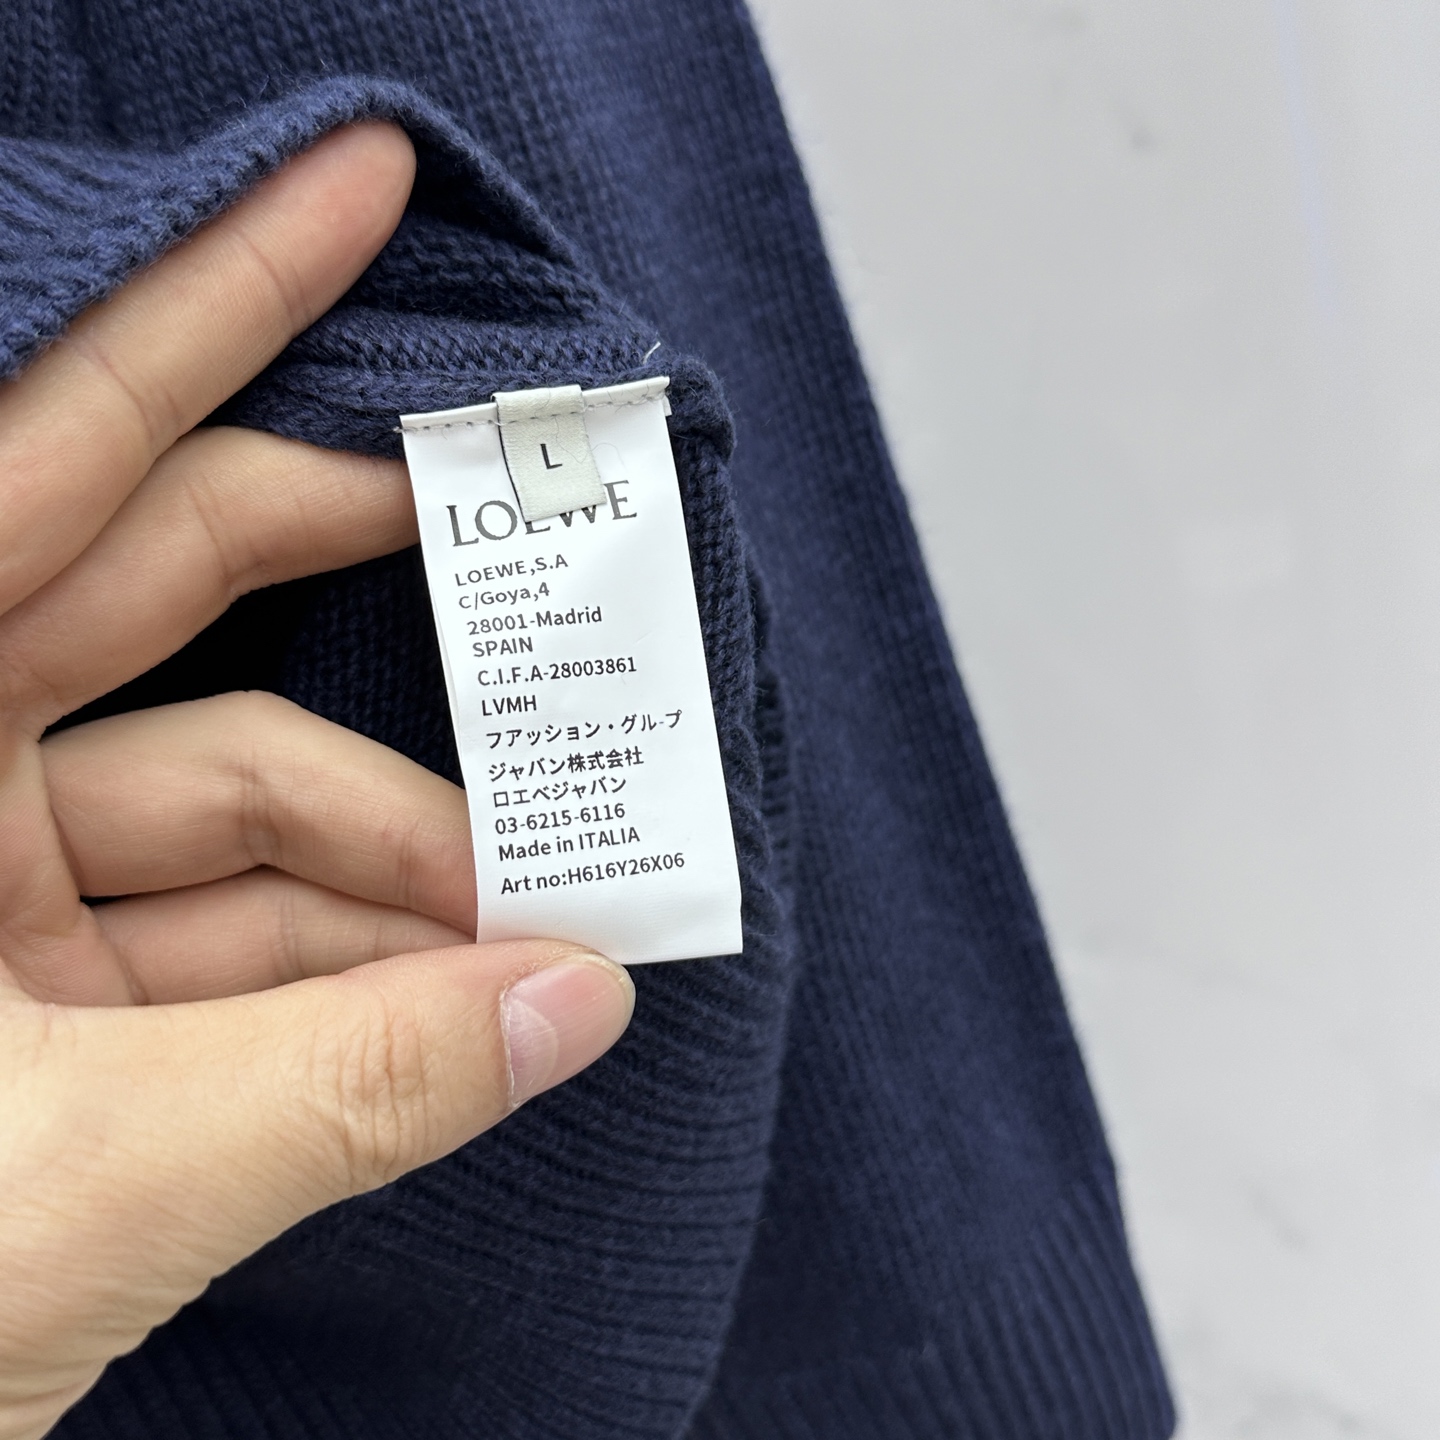 L
LOEWE
LOEWE,S.A
C/Goya,4
28001-Madrid
SPAIN
C.I.F.A-28003861
LVMH
フアッション・グル-プ
ジャバン株式会社
ロエベジャバン
03-6215-6116
Made in ITALIA
Art no:H616Y26X06